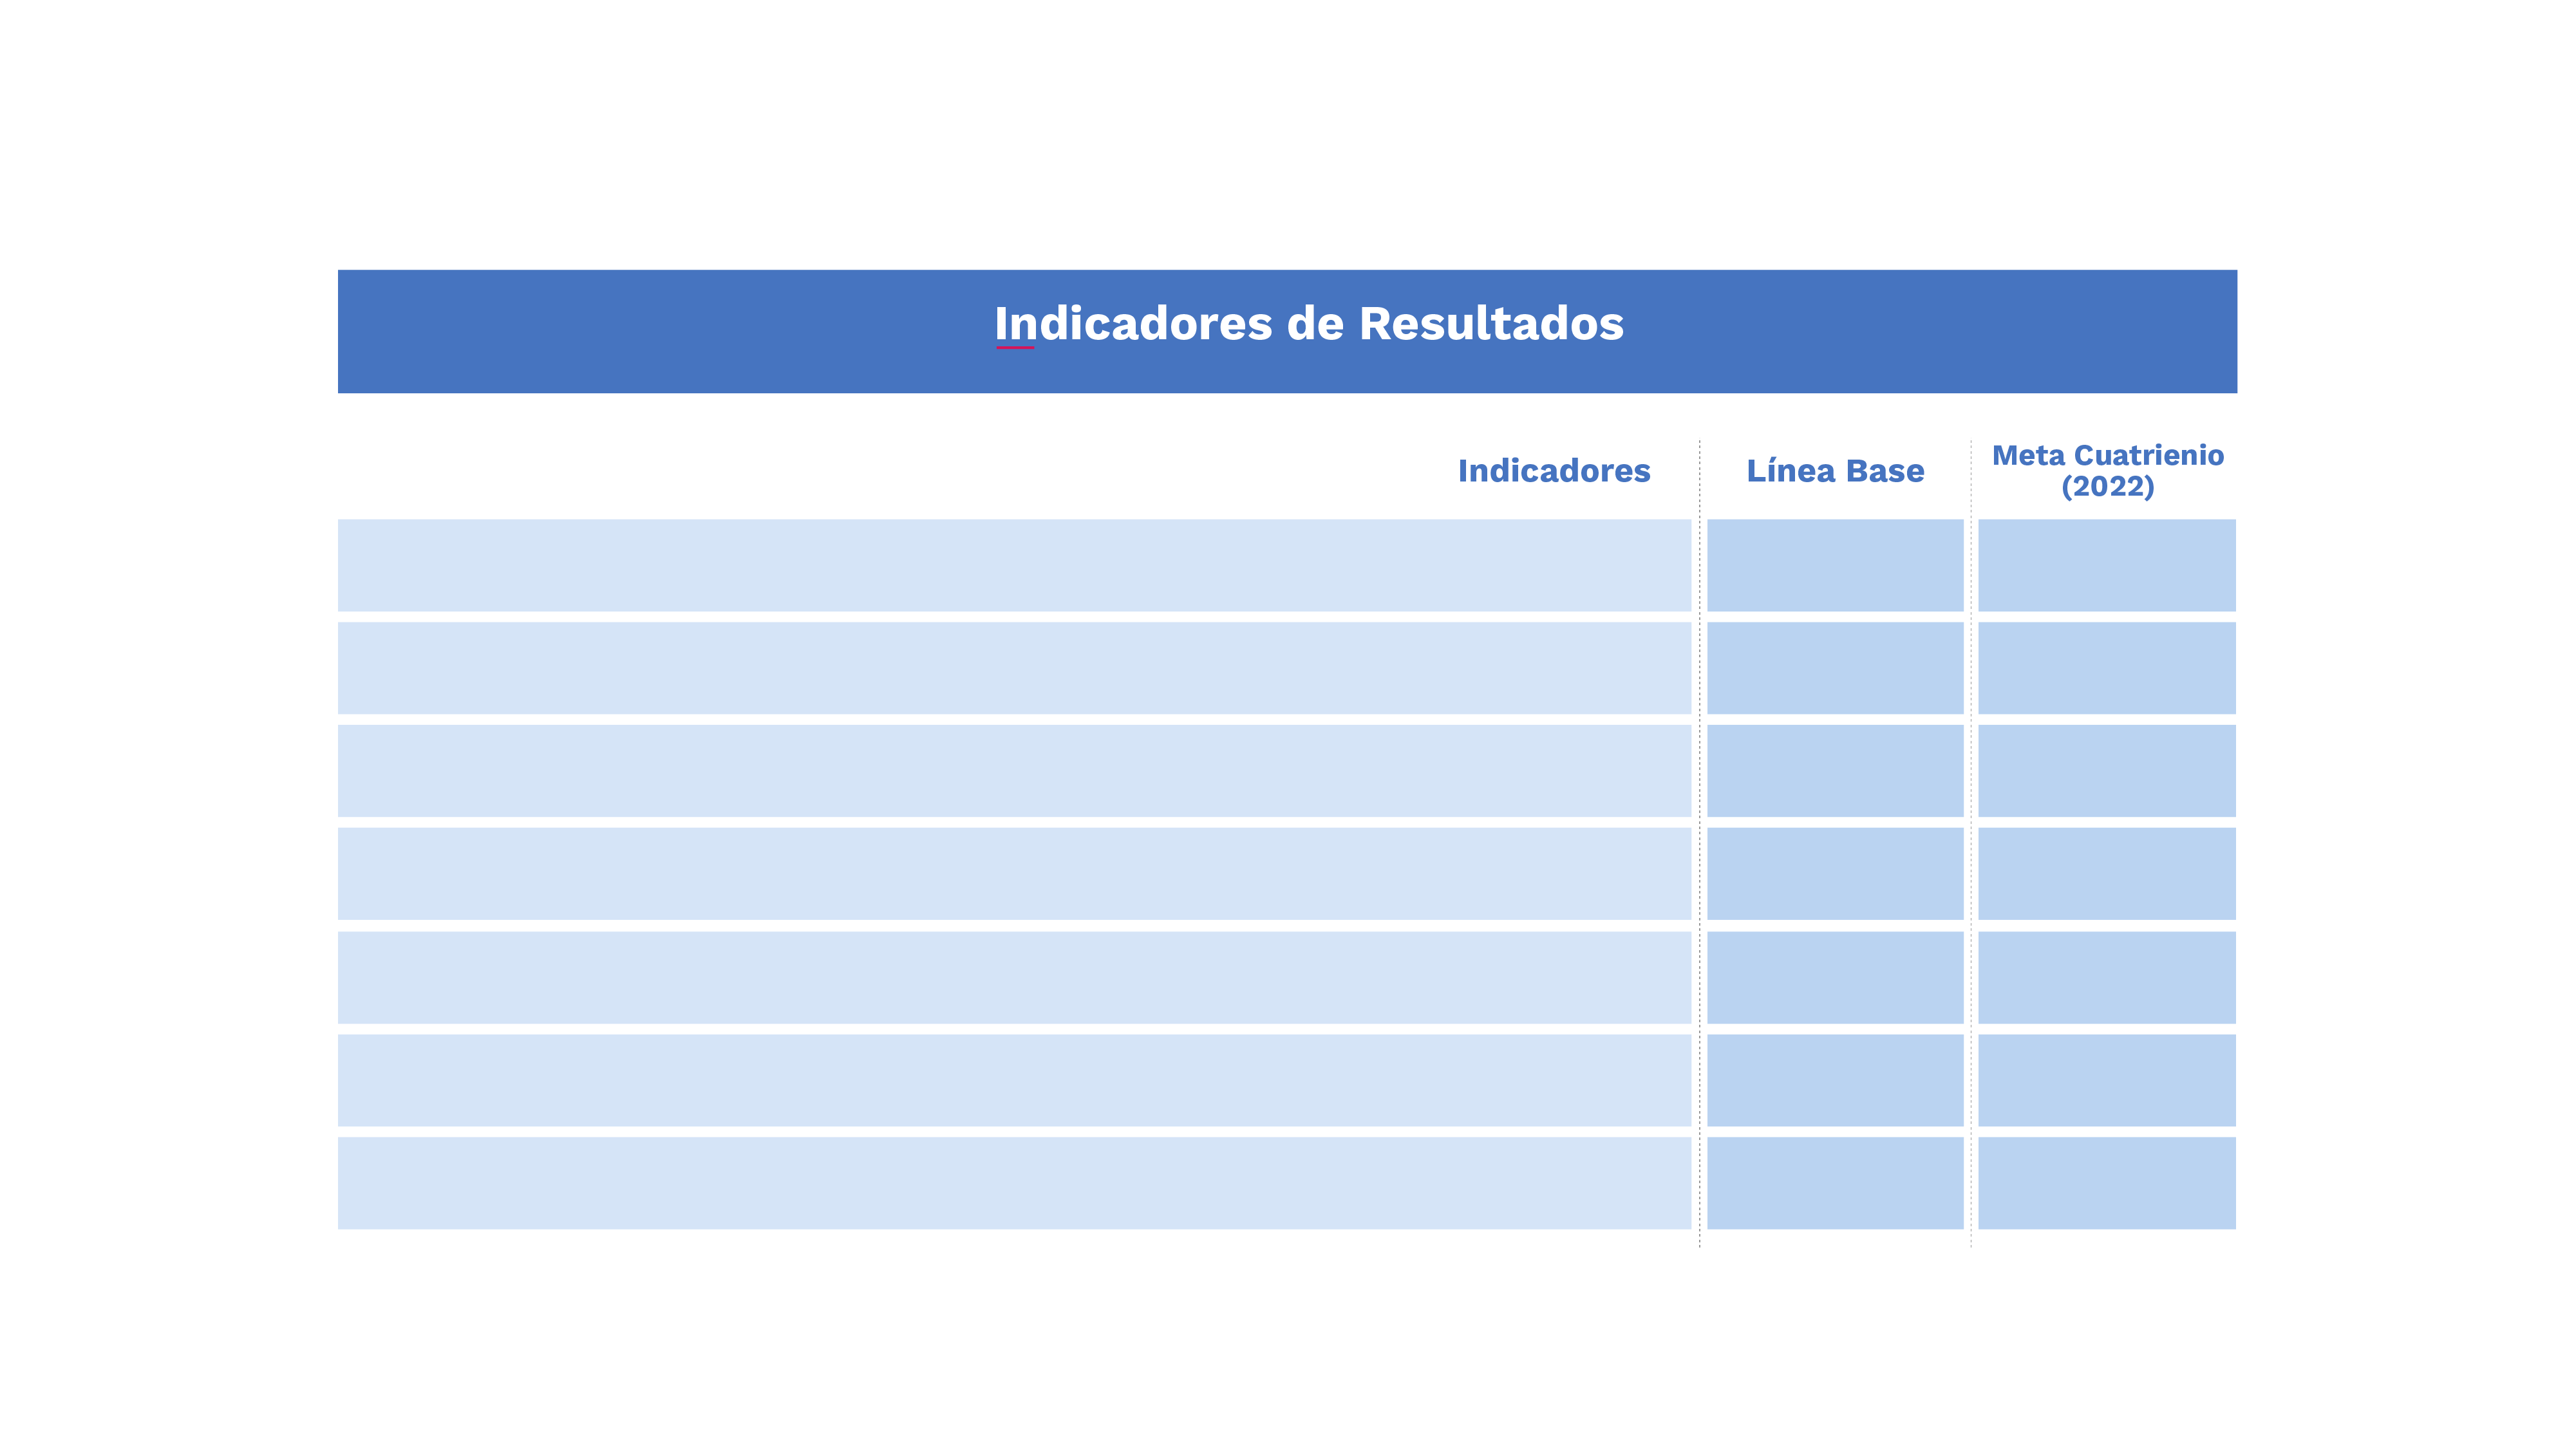 Indicadores de Resultados
Indicadores
Línea Base
Meta Cuatrienio
(2022)